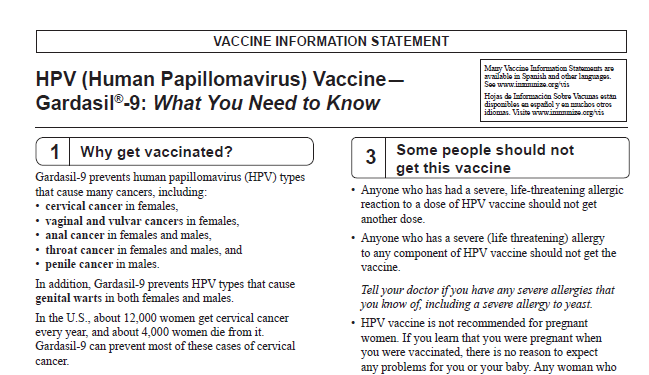 VACCINE INFORMATION STATEMENT
HPV (Human Papillomavirus) Vaccine—
Gardasil®-9: What You Need to Know
Many Vaccine Information Statements are
available in Spanish and other languages.
See www.immunize.org/vis
Hojas de Información Sobre Vacunas están
disponibles en español y en muchos otros
idiomas. Visite www.immunize.org/vis
1 Why get vaccinated?
Gardasil-9 prevents human papillomavirus (HPV) types
that cause many cancers, including:
• cervical cancer in females,
• vaginal and vulvar cancers in females,
• anal cancer in females and males,
• throat cancer in females and males, and
• penile cancer in males.
In addition, Gardasil-9 prevents HPV types that cause
genital warts in both females and males.
In the U.S., about 12,000 women get cervical cancer
every year, and about 4,000 women die from it.
Gardasil-9 can prevent most of these cases of cervical
cancer.
3 Some people should not
get this vaccine
• Anyone who has had a severe, life-threatening allergic
reaction to a dose of HPV vaccine should not get
another dose.
• Anyone who has a severe (life threatening) allergy
to any component of HPV vaccine should not get the
vaccine.
Tell your doctor if you have any severe allergies that
you know of, including a severe allergy to yeast.
• HPV vaccine is not recommended for pregnant
women. If you learn that you were pregnant when
you were vaccinated, there is no reason to expect
any problems for you or your baby. Any woman who